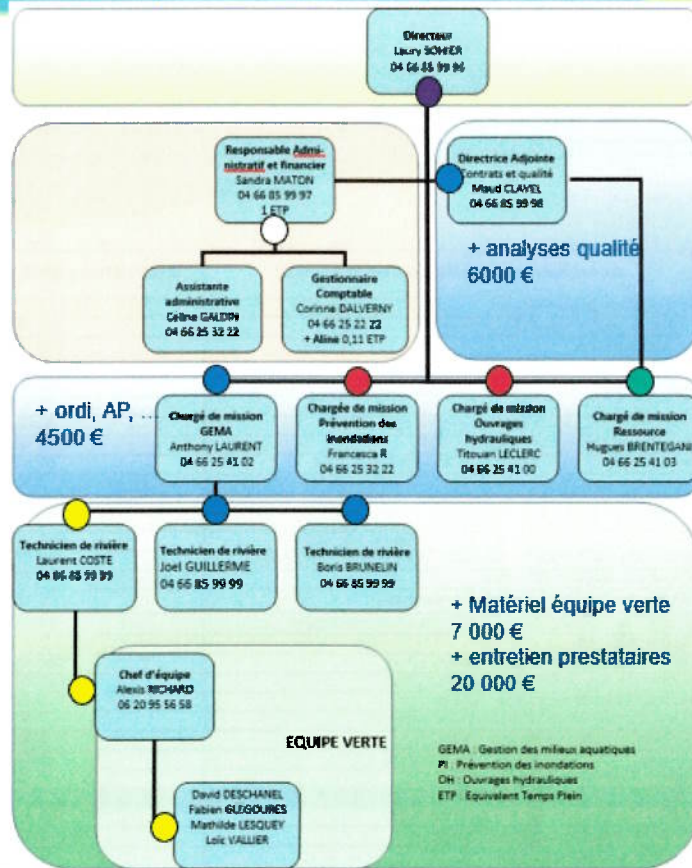 Directeur
Laury SOHIER
04 66 85 99 96
Responsable Admi-
nistratif et financier
Sandra MATON
04 66 85 99 97
1 ETP
Directrice Adjointe
Contrats et qualité
Maud CLAVEL
04 66 85 99 98
+ analyses qualité
6000 €
Assistante
administrative
Céline
04 66 25 32 22
Gestionnaire
Comptable
Corinne DALVERNY
04 66 25 22 22
+ Aline 0,11 ETP
+ ordi, AP, ...
4500 €
Chargé de mission
GEMA
Anthony LAURENT
04 66 25 41 02
Chargée de mission
Prévention des
inondations
Francesca R
04 66 25 32 22
Chargé de mission
Ouvrages
hydrauliques
Titouan LECLERC
04 66 25 41 00
Chargé de mission
Ressource
Hugues BRENTEGANI
04 66 25 41 03
Technicien de rivière
Laurent COSTE
04 66 85 99 99
Technicien de rivière
Joel GUILLERME
04 66 85 99 99
Technicien de rivière
Boris BRUNELIN
04 66 85 99 99
+ Matériel équipe verte
7 000 €
+ entretien prestataires
20 000 €
Chef d'équipe
Alexis RICHARD
06 20 95 56 58
EQUIPE VERTE
David DESCHANEL
Fabien
Mathilde LESQUEY
Loïc VALLIER
GEMA : Gestion des milieux aquatiques
PI : Prévention des inondations
OH : Ouvrages hydrauliques
ETP : Equivalent Temps Plein